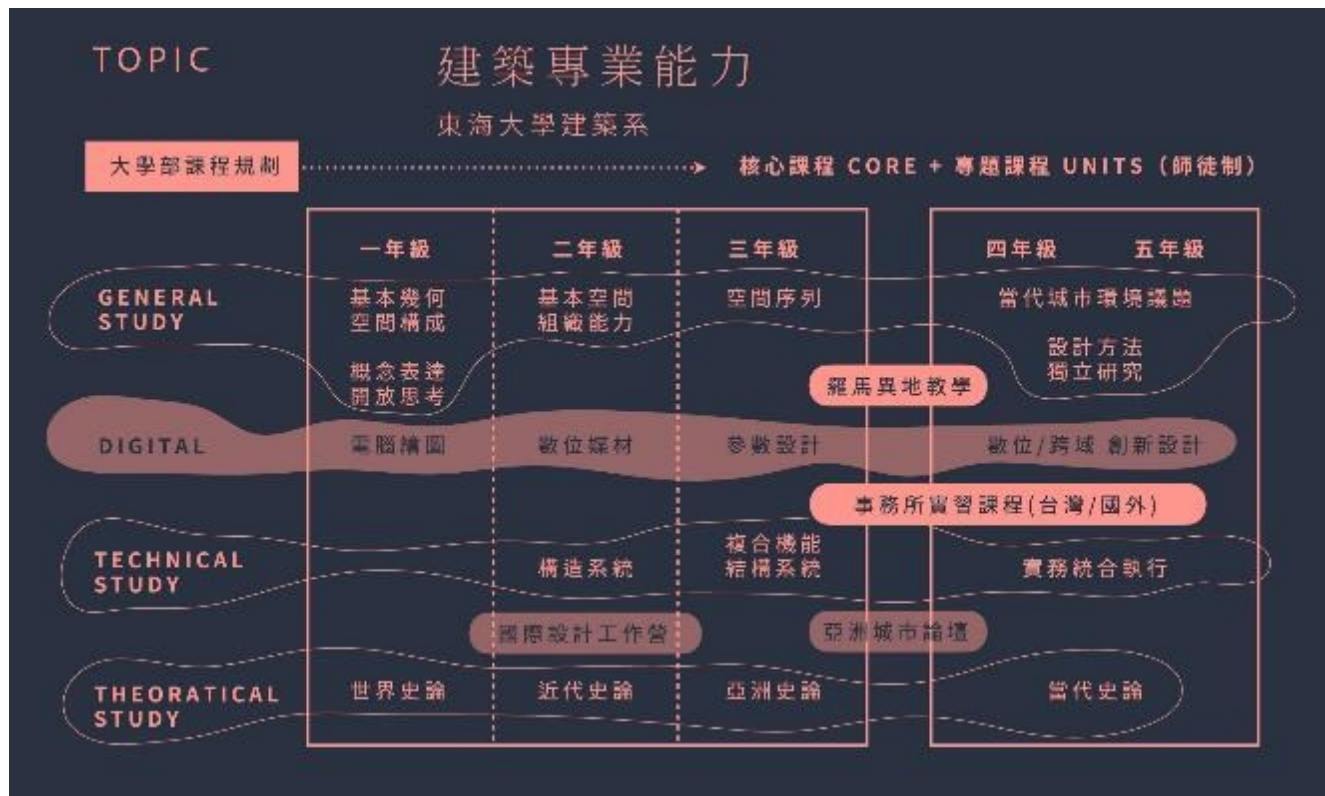 TOPIC
建築專業能力
東海大學建築系
大學部課程規劃
核心課程 CORE + 專題課程 UNITS (師徒制)
一年級
二年級
三年級
四年級
五年級
GENERAL
STUDY
基本幾何
空間構成
概念表達
開放思考
基本空間
組織能力
空間序列
當代城市環境議題
設計方法
獨立研究
羅馬異地教學
DIGITAL
電腦繪圖
數位媒材
參數設計
數位/跨域 創新設計
事務所實習課程(台灣/國外)
TECHNICAL
STUDY
構造系統
複合機能
結構系統
實務統合執行
國際設計工作營
亞洲城市論壇
THEORATICAL
STUDY
世界史論
近代史論
亞洲史論
當代史論